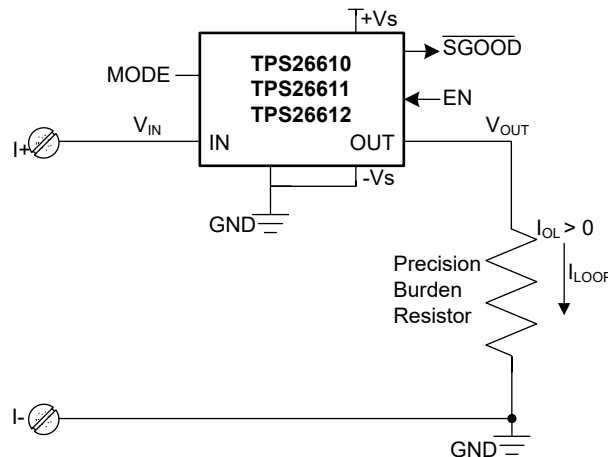 +Vs
SGOOD
MODE
TPS26610
TPS26611
TPS26612
EN
VIN
VOUT
I+
IN
OUT
-Vs
GND
IOL > 0
Precision
Burden
Resistor
ILOOP
I-
GND